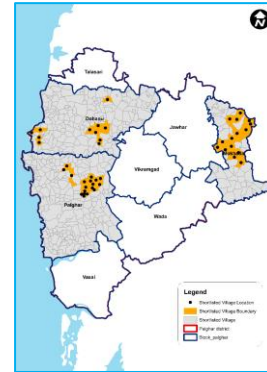 N
Talasari
Dahanu
Jawhar
Mokhada
Vikramgad
Palghar
Wada
Vasai
Legend
Shortlisted Village Location
Shortlisted Village Boundary
Shortlisted Village
Palghar district
Block_palghar